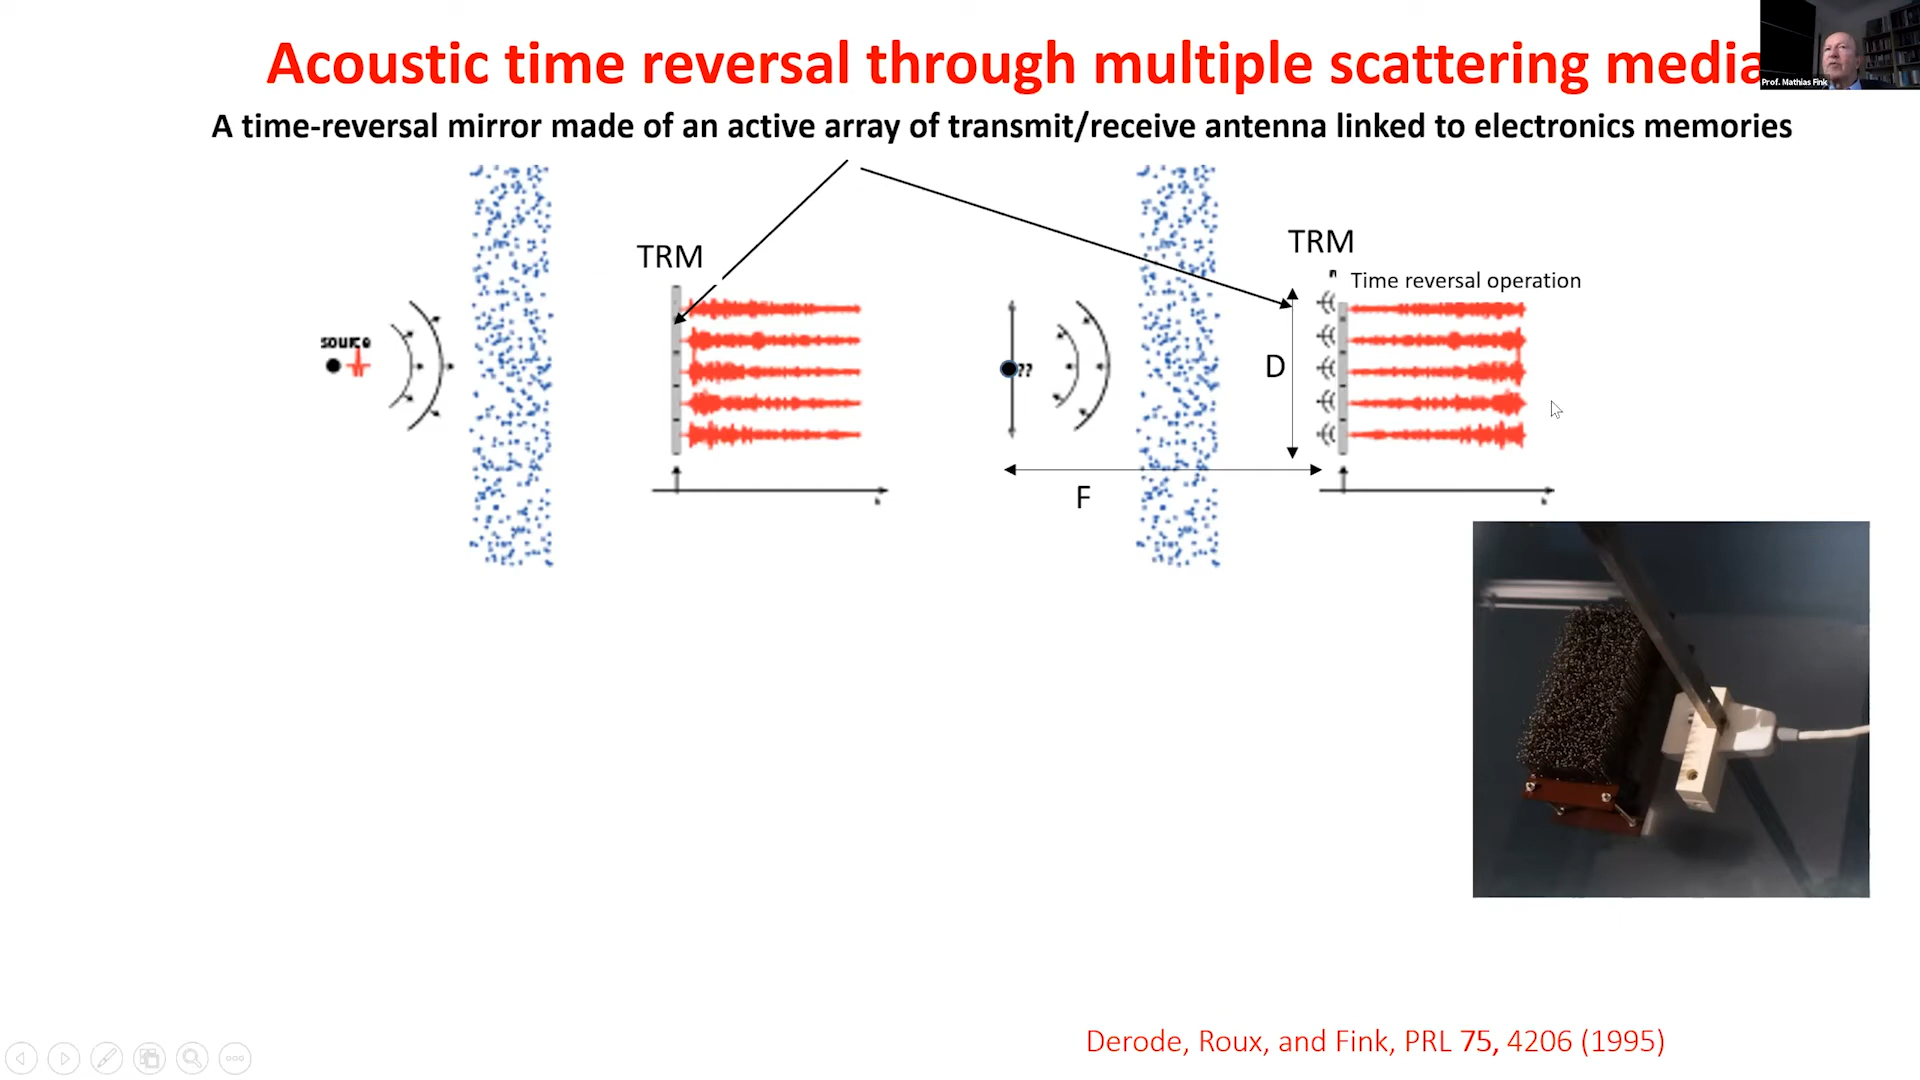 Acoustic time reversal through multiple scattering media
Prof. Mathias Fink
A time-reversal mirror made of an active array of transmit/receive antenna linked to electronics memories
TRM
TRM
Time reversal operation
source
??
D
F
Derode, Roux, and Fink, PRL 75, 4206 (1995)